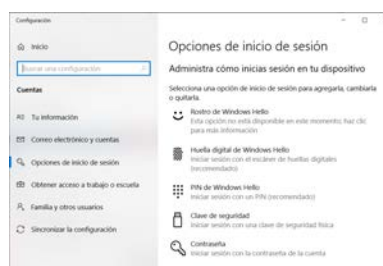 Configuración
Inicio
Buscar una configuración
Cuentas
Tu información
Correo electrónico y cuentas
Opciones de inicio de sesión
Obtener acceso a trabajo o escuela
Familia y otros usuarios
Sincronizar la configuración
Opciones de inicio de sesión
Administra cómo inicias sesión en tu dispositivo
Selecciona una opción de inicio de sesión para agregarla, cambiarla
o quitarla.
Rostro de Windows Hello
Esta opción no está disponible en este momento; haz clic
para más información
Huella digital de Windows Hello
Iniciar sesión con el escáner de huellas digitales
(recomendado)
PIN de Windows Hello
Iniciar sesión con un PIN (recomendado)
Clave de seguridad
Iniciar sesión con una clave de seguridad física
Contraseña
Iniciar sesión con la contraseña de la cuenta